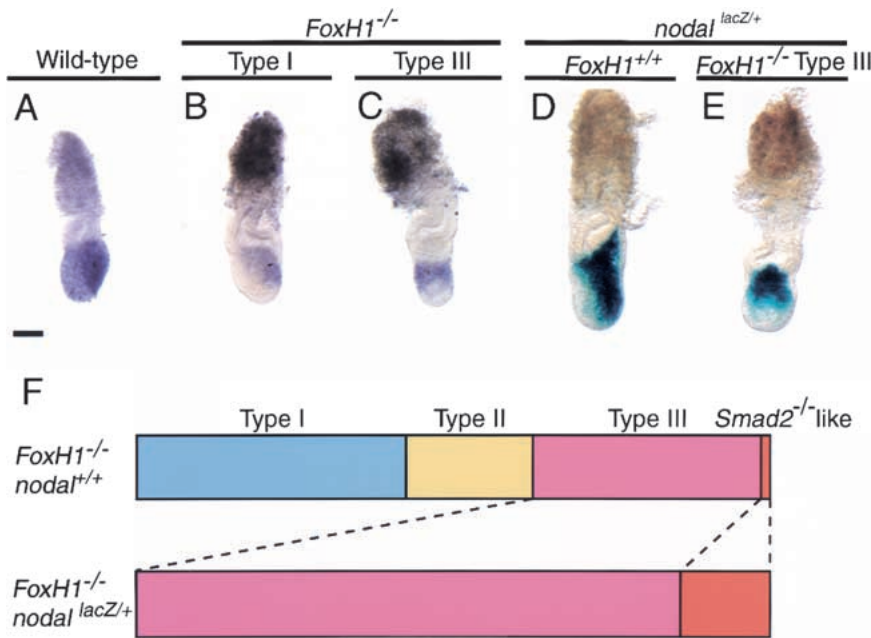 FoxH1-/- nodal lacZ/+
Wild-type Type I Type III FoxH1+/+ FoxH1-/- Type III
A B C D E
F
Type I Type II Type III Smad2-/-like
FoxH1-/-
nodal+/+
FoxH1-/-
nodal lacZ/+